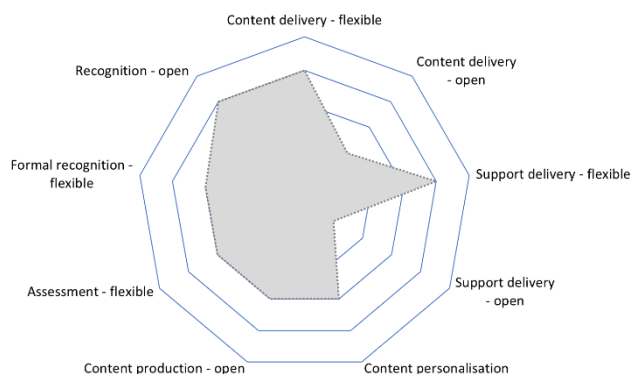 Content delivery – flexible
Content delivery
- open
Recognition - open
Formal recognition -
flexible
Support delivery - flexible
Support delivery
- open
Assessment - flexible
Content production - open
Content personalisation